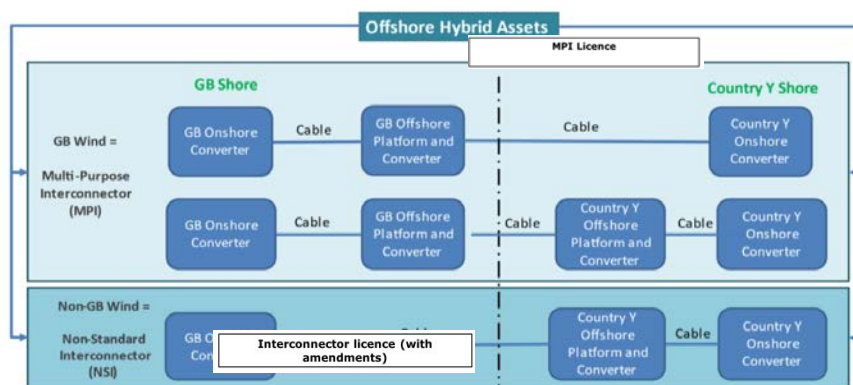 Offshore Hybrid Assets
MPI Licence
GB Shore
Country Y Shore
GB Wind =
Multi-Purpose
Interconnector
(MPI)
GB Onshore
Converter
Cable
GB Offshore
Platform and
Converter
Cable
Country Y
Onshore
Converter
GB Onshore
Converter
Cable
GB Offshore
Platform and
Converter
Cable
Country Y
Offshore
Platform and
Converter
Cable
Country Y
Onshore
Converter
Non-GB Wind =
Non-Standard
Interconnector
(NSI)
GB
Interconnector licence (with
amendments)
Country Y
Offshore
Platform and
Converter
Cable
Country Y
Onshore
Converter